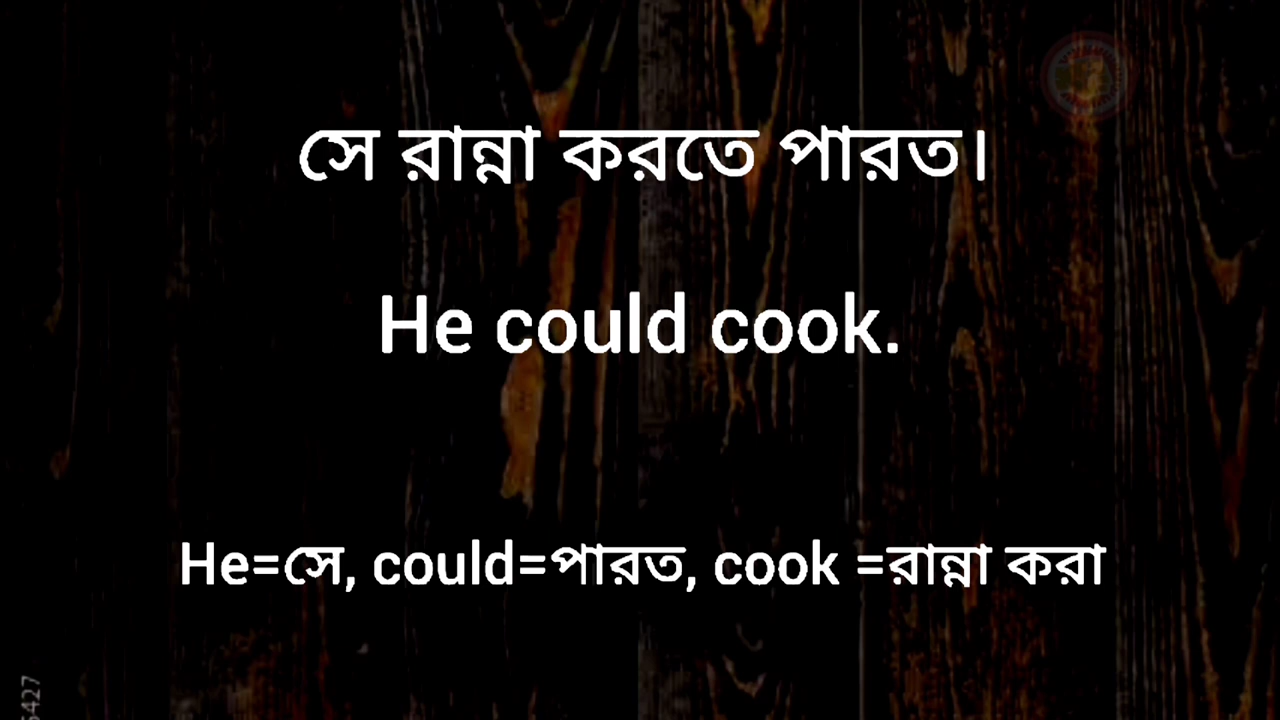 সে রান্না করতে পারত।
He could cook.
He=সে, could=পারত, cook =রান্না করা